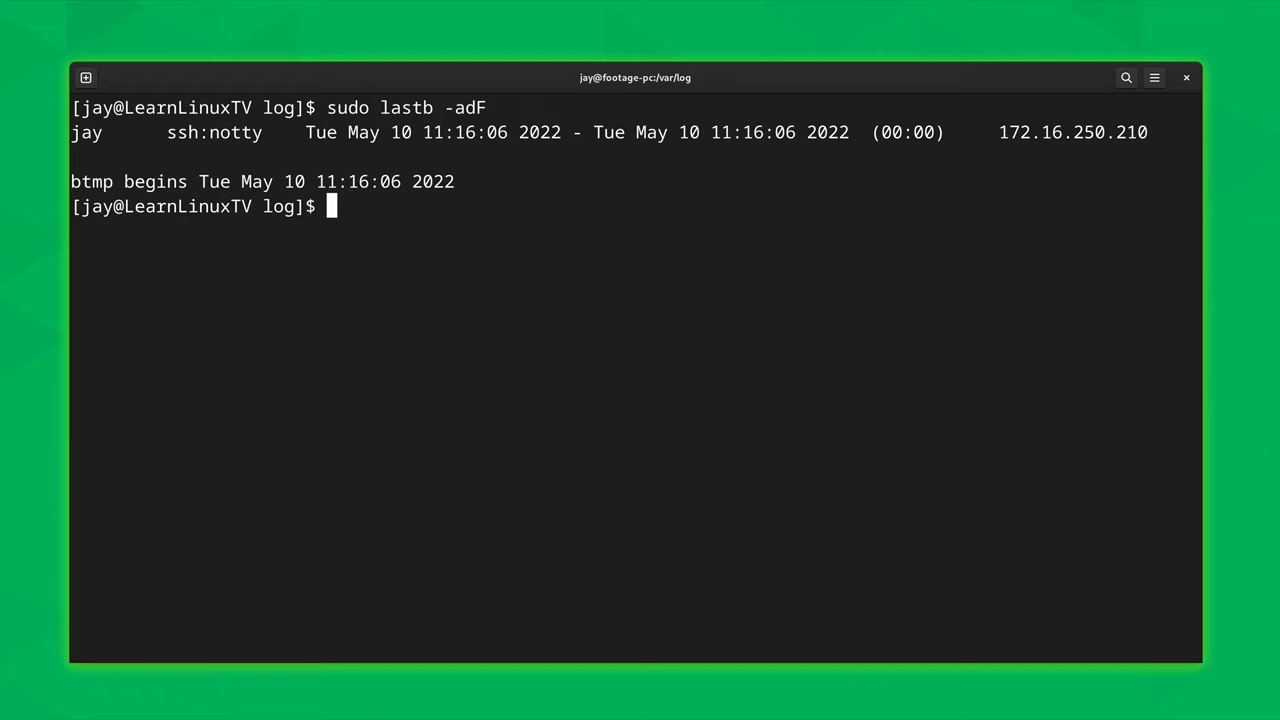 jay@footage-pc:/var/log
[jay@LearnLinuxTV log]$ sudo lastb -adF
jay      ssh:notty    Tue May 10 11:16:06 2022 - Tue May 10 11:16:06 2022  (00:00)     172.16.250.210
btmp begins Tue May 10 11:16:06 2022
[jay@LearnLinuxTV log]$